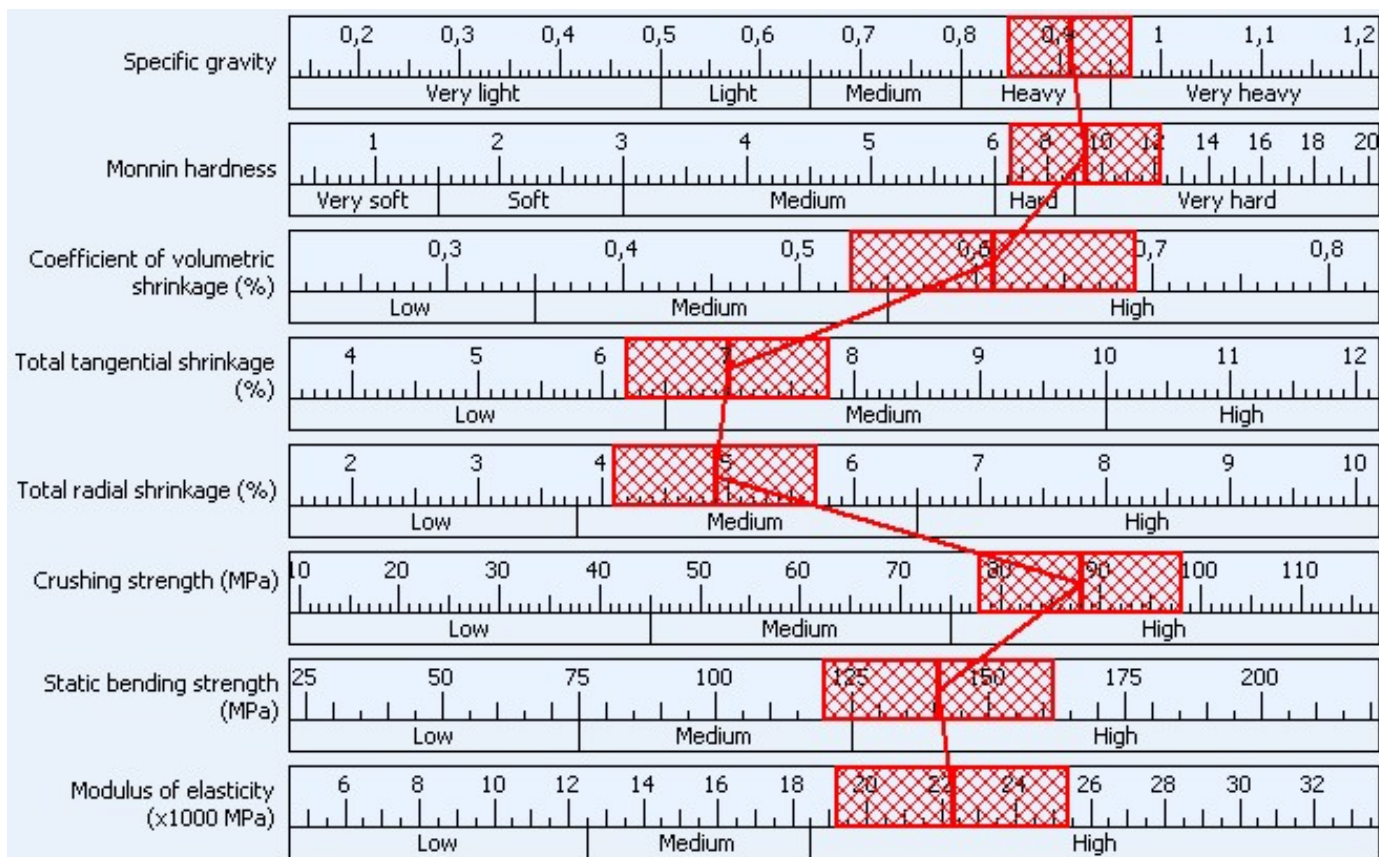 0,2 0,3 0,4 0,5 0,6 0,7 0,8 0,9 1 1,1 1,2
Specific gravity
Very light Light Medium Heavy Very heavy
1 2 3 4 5 6 8 10 12 14 16 18 20
Monnin hardness
Very soft Soft Medium Hard Very hard
0,3 0,4 0,5 0,6 0,7 0,8
Coefficient of volumetric
shrinkage (%)
Low Medium High
4 5 6 7 8 9 10 11 12
Total tangential shrinkage
(%)
Low Medium High
2 3 4 5 6 7 8 9 10
Total radial shrinkage (%)
Low Medium High
10 20 30 40 50 60 70 80 90 100 110
Crushing strength (MPa)
Low Medium High
25 50 75 100 125 150 175 200
Static bending strength
(MPa)
Low Medium High
6 8 10 12 14 16 18 20 22 24 26 28 30 32
Modulus of elasticity
(x1000 MPa)
Low Medium High